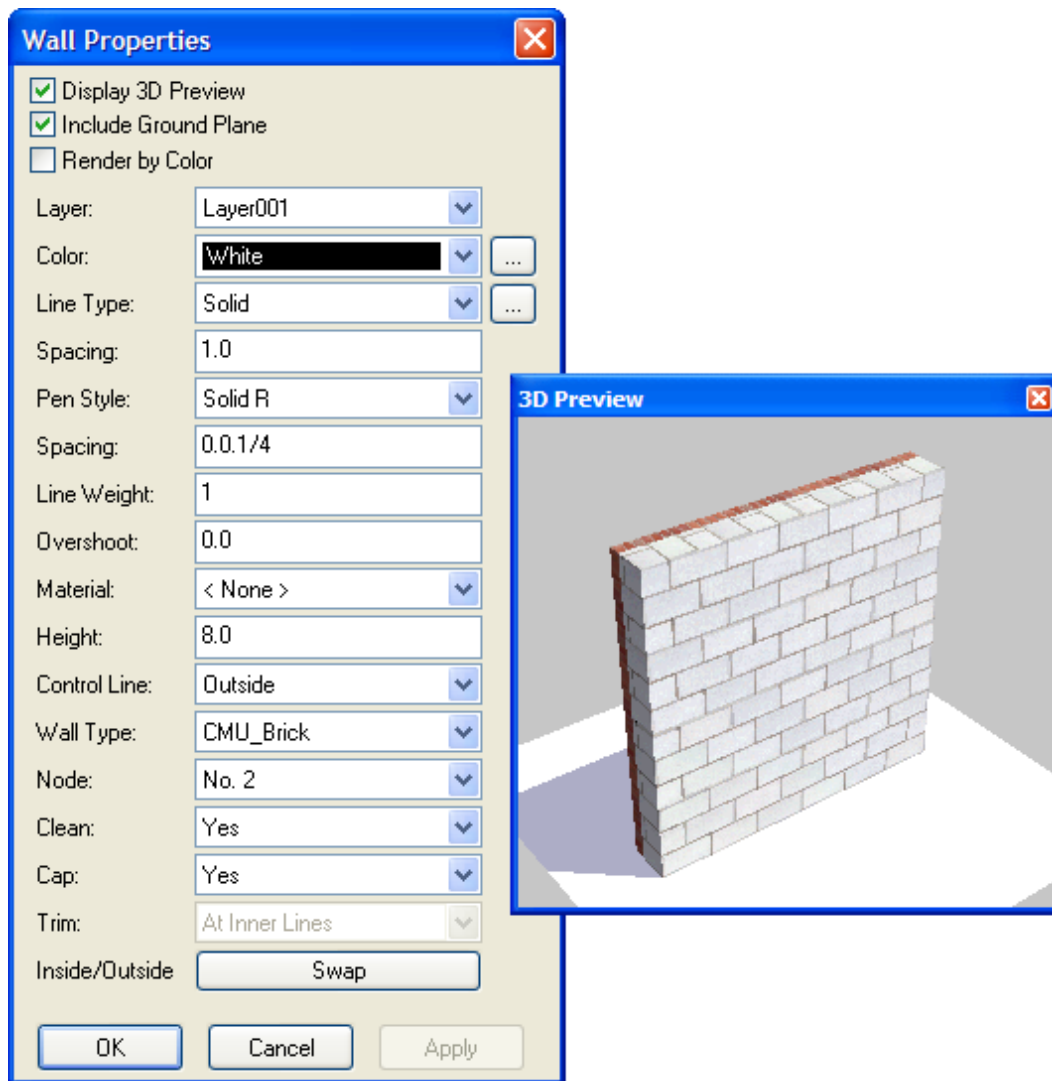 Wall Properties
Display 3D Preview
Include Ground Plane
Render by Color
Layer: Layer001
Color: White ...
Line Type: Solid ...
Spacing: 1.0
Pen Style: Solid R
Spacing: 0.0.1/4
Line Weight: 1
Overshoot: 0.0
Material: < None >
Height: 8.0
Control Line: Outside
Wall Type: CMU_Brick
Node: No. 2
Clean: Yes
Cap: Yes
Trim: At Inner Lines
Inside/Outside Swap
OK Cancel Apply
3D Preview